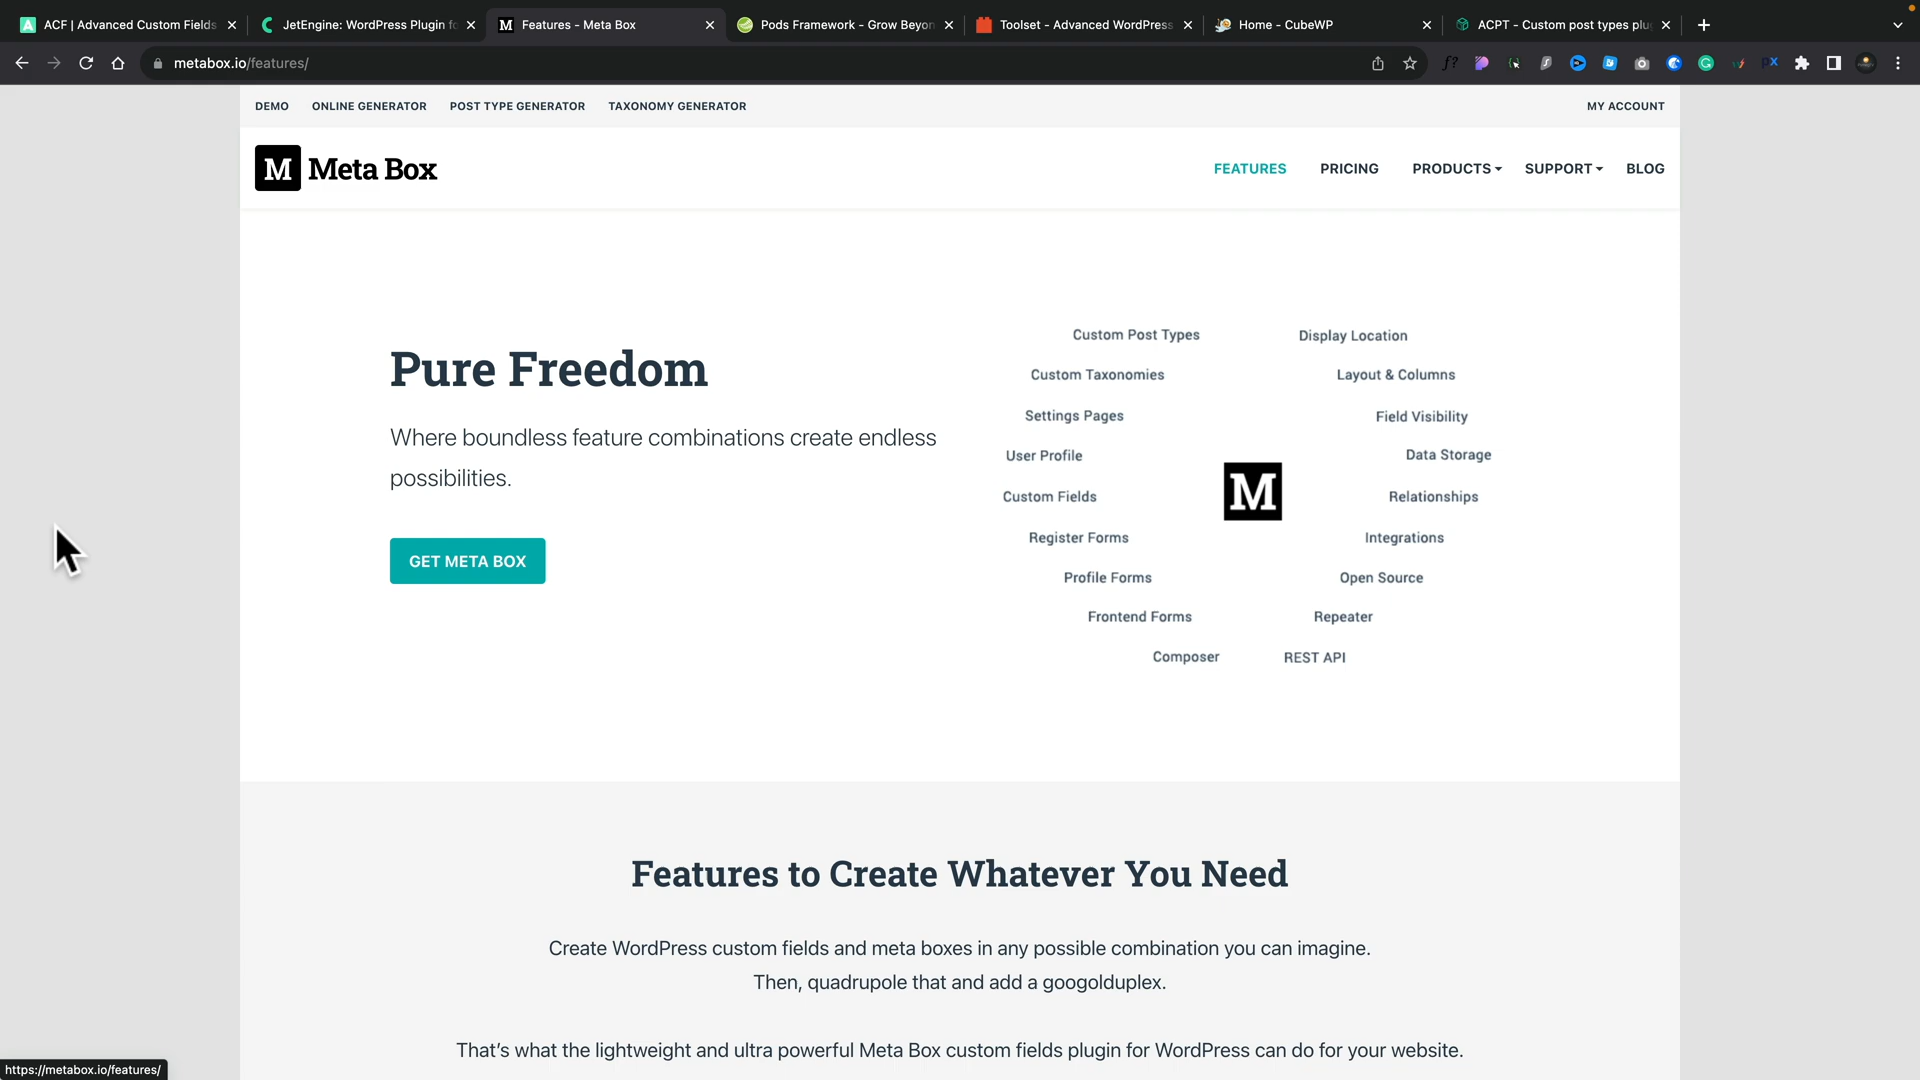 ACF | Advanced Custom Fields
JetEngine: WordPress Plugin fo
Features - Meta Box
Pods Framework - Grow Beyon
Toolset - Advanced WordPress
Home - CubeWP
ACPT - Custom post types plu
metabox.io/features/
DEMO
ONLINE GENERATOR
POST TYPE GENERATOR
TAXONOMY GENERATOR
MY ACCOUNT
M Meta Box
FEATURES
PRICING
PRODUCTS
SUPPORT
BLOG
Pure Freedom
Where boundless feature combinations create endless
possibilities.
GET META BOX
Custom Post Types
Display Location
Custom Taxonomies
Layout & Columns
Settings Pages
Field Visibility
User Profile
Data Storage
Custom Fields
M
Relationships
Register Forms
Integrations
Profile Forms
Open Source
Frontend Forms
Repeater
Composer
REST API
Features to Create Whatever You Need
Create WordPress custom fields and meta boxes in any possible combination you can imagine.
Then, quadrupole that and add a googolduplex.
That's what the lightweight and ultra powerful Meta Box custom fields plugin for WordPress can do for your website.
https://metabox.io/features/